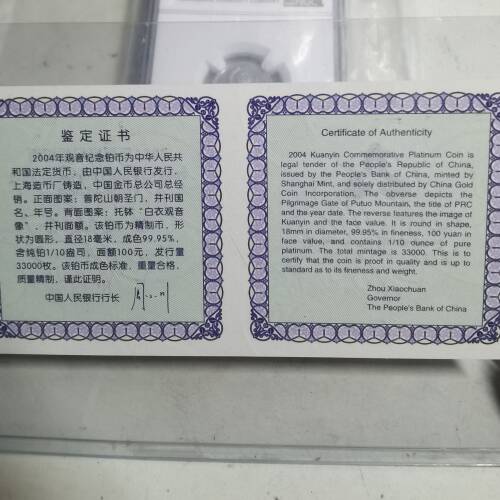 鉴定证书
2004年观音纪念铂币为中华人民共
和国法定货币，由中国人民银行发行，
上海造币厂铸造，中国金币总公司总经
销。正面图案：普陀山朝圣门，并刊国
名、年号。背面图案：托钵“白衣观音
像”，并刊面额。该铂币为精制币，形
状为圆形，直径18毫米，成色99.95%，
含纯铂1/10盎司，面额100元，发行量
33000枚。该铂币成色标准，重量合格，
质量精制，谨此证明。
中国人民银行行长
Certificate of Authenticity
2004 Kuanyin Commemorative Platinum Coin is
legal tender of the People's Republic of China,
issued by the People's Bank of China, minted by
Shanghai Mint, and solely distributed by China Gold
Coin Incorporation. The obverse depicts the
Pilgrimage Gate of Putuo Mountain, the title of PRC
and the year date. The reverse features the image of
Kuanyin and the face value. It is round in shape,
18mm in diameter, 99.95% in fineness, 100 yuan in
face value, and contains 1/10 ounce of pure
platinum. The total mintage is 33000. This is to
certify that the coin is proof in quality and is up to
standard as to its fineness and weight.
Zhou Xiaochuan
Governor
The People's Bank of China